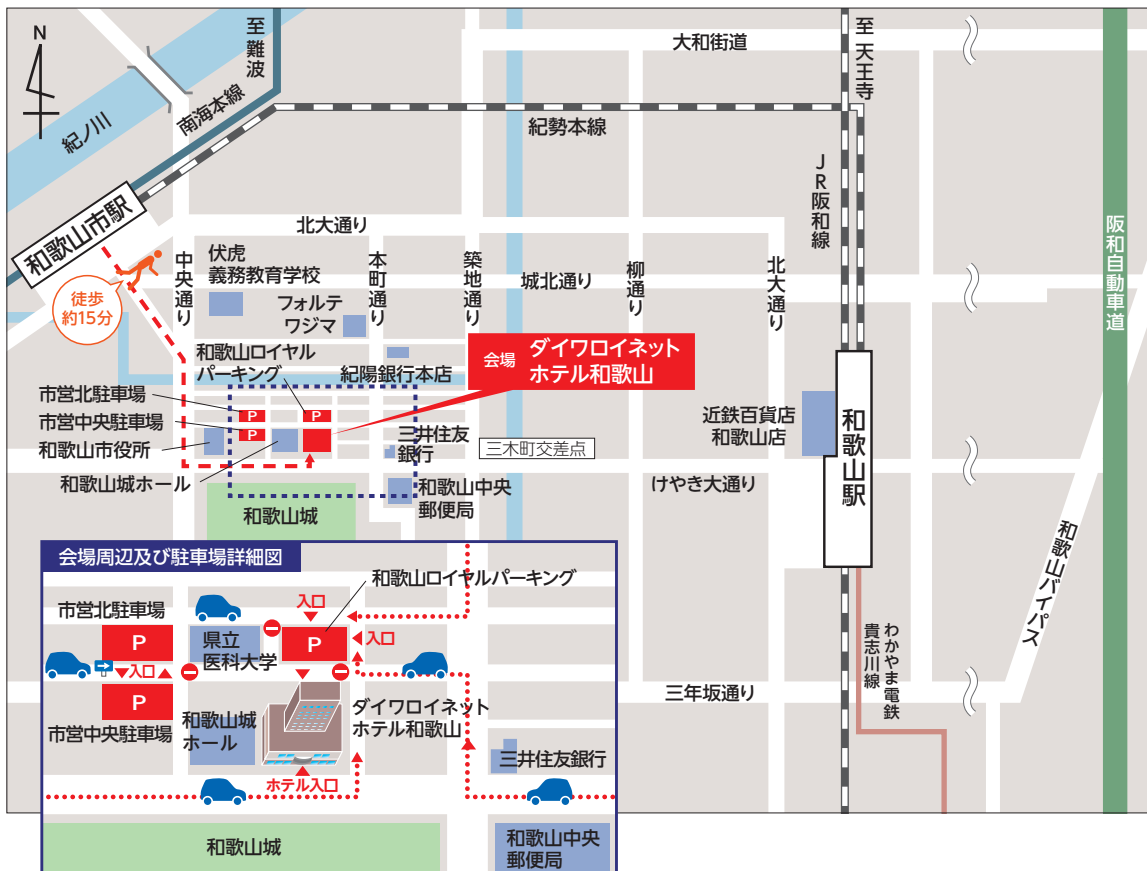 N
至 難波
至 天王寺
大和街道
紀ノ川
南海本線
紀勢本線
JR阪和線
和歌山市駅
北大通り
阪和自動車道
中央通り
伏虎
義務教育学校
本町通り
築地通り
城北通り
柳通り
北大通り
徒歩
約15分
フォルテ
ワジマ
和歌山ロイヤル
パーキング
紀陽銀行本店
会場 ダイワロイネット
ホテル和歌山
市営北駐車場
P
P
市営中央駐車場
P
和歌山市役所
三井住友
銀行
三木町交差点
近鉄百貨店
和歌山店
和歌山駅
和歌山城ホール
和歌山中央
郵便局
けやき大通り
和歌山城
和歌山バイパス
わかやま電鉄
貴志川線
三年坂通り
会場周辺及び駐車場詳細図
和歌山ロイヤルパーキング
市営北駐車場
入口
P
県立
医科大学
P
入口
入口
P
市営中央駐車場
和歌山城
ホール
ダイワロイネット
ホテル和歌山
三井住友銀行
ホテル入口
和歌山城
和歌山中央
郵便局